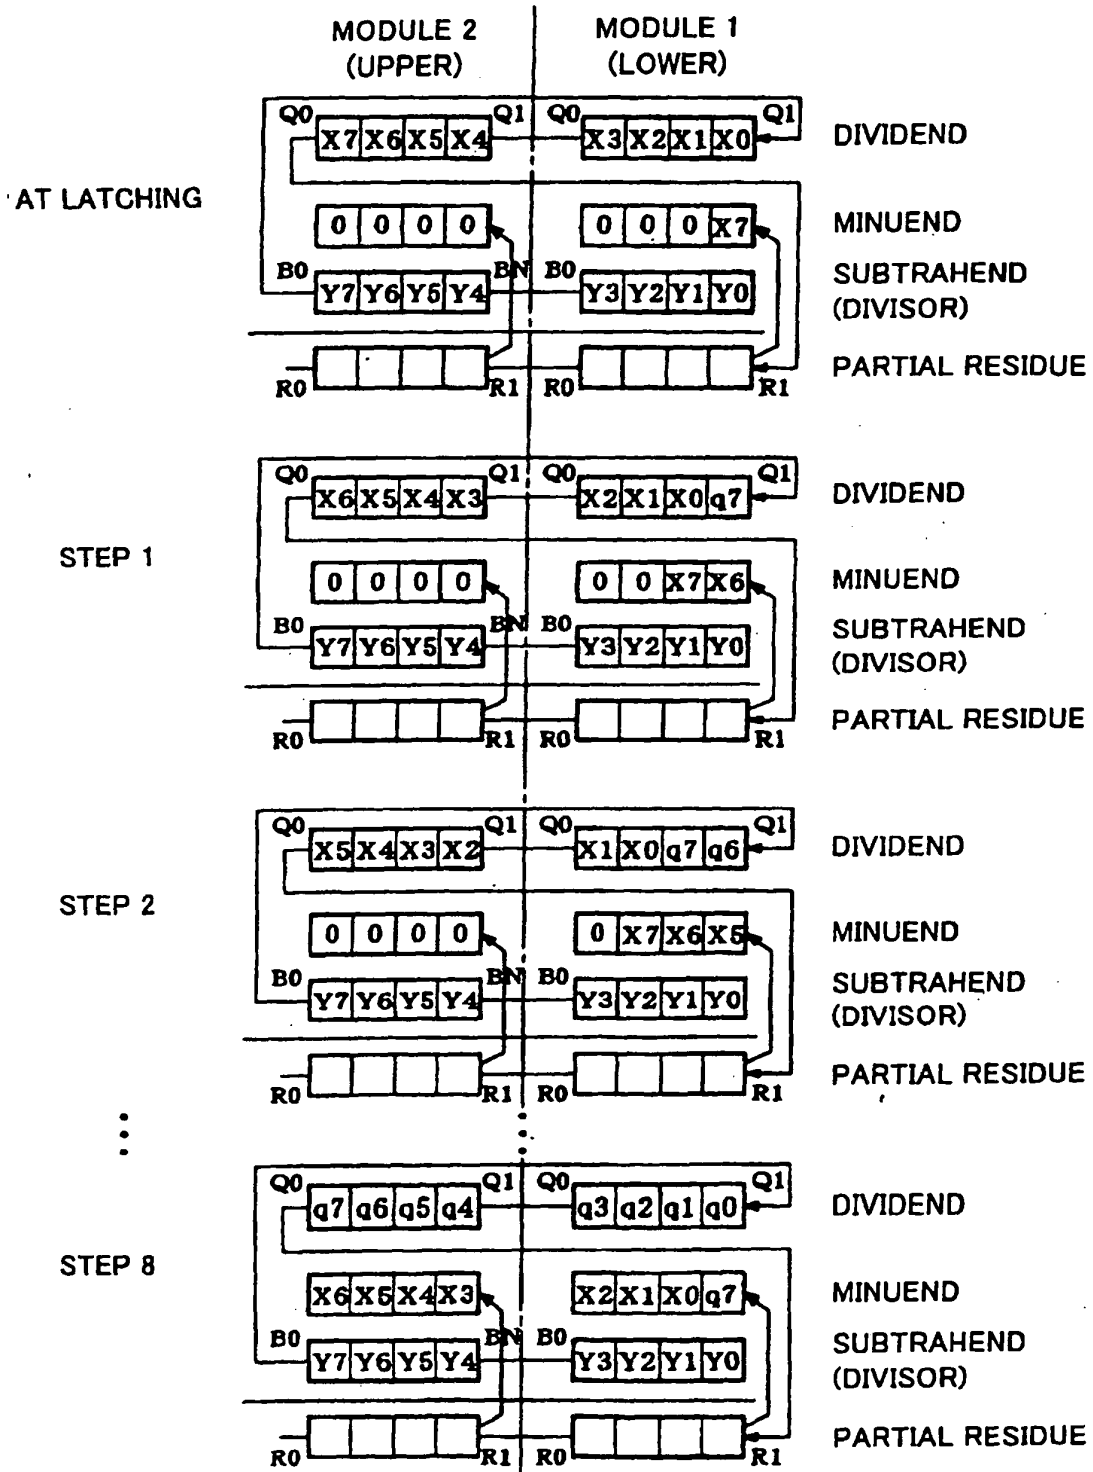 MODULE 2 MODULE 1
(UPPER) (LOWER)
Q0 Q1 Q0 Q1
X7 X6 X5 X4 X3 X2 X1 X0 DIVIDEND
AT LATCHING
0 0 0 0 0 0 0 X7 MINUEND
B0 BN B0 SUBTRAHEND
Y7 Y6 Y5 Y4 Y3 Y2 Y1 Y0 (DIVISOR)
PARTIAL RESIDUE
R0 R1 R0 R1
Q0 Q1 Q0 Q1
X6 X5 X4 X3 X2 X1 X0 q7 DIVIDEND
STEP 1
0 0 0 0 0 0 X7 X6 MINUEND
B0 BN B0 SUBTRAHEND
Y7 Y6 Y5 Y4 Y3 Y2 Y1 Y0 (DIVISOR)
PARTIAL RESIDUE
R0 R1 R0 R1
Q0 Q1 Q0 Q1
X5 X4 X3 X2 X1 X0 q7 q6 DIVIDEND
STEP 2
0 0 0 0 0 X7 X6 X5 MINUEND
B0 BN B0 SUBTRAHEND
Y7 Y6 Y5 Y4 Y3 Y2 Y1 Y0 (DIVISOR)
PARTIAL RESIDUE
R0 R1 R0 R1
Q0 Q1 Q0 Q1
q7 q6 q5 q4 q3 q2 q1 q0 DIVIDEND
STEP 8
X6 X5 X4 X3 X2 X1 X0 q7 MINUEND
B0 BN B0 SUBTRAHEND
Y7 Y6 Y5 Y4 Y3 Y2 Y1 Y0 (DIVISOR)
PARTIAL RESIDUE
R0 R1 R0 R1